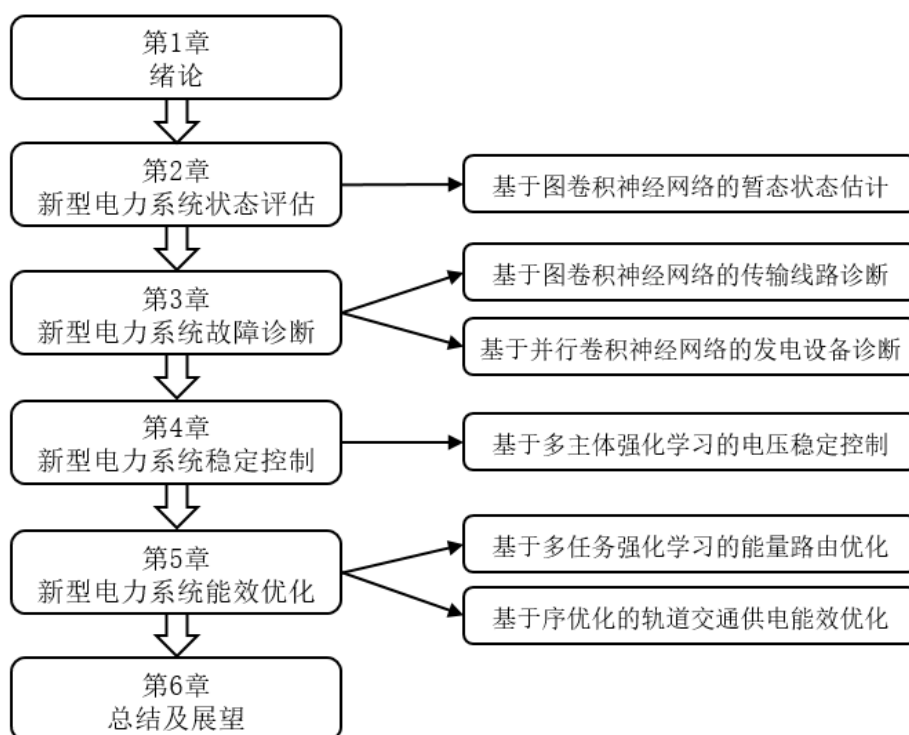 第1章
绪论
第2章
新型电力系统状态评估
基于图卷积神经网络的暂态状态估计
第3章
新型电力系统故障诊断
基于图卷积神经网络的传输线路诊断
基于并行卷积神经网络的发电设备诊断
第4章
新型电力系统稳定控制
基于多主体强化学习的电压稳定控制
第5章
新型电力系统能效优化
基于多任务强化学习的能量路由优化
基于序优化的轨道交通供电能效优化
第6章
总结及展望